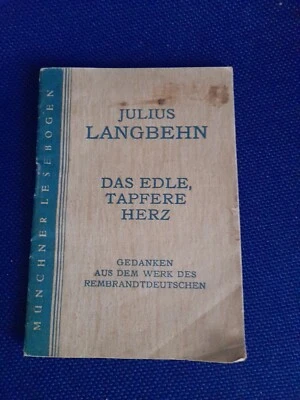 MÜNCHNER LESEBOGEN
JULIUS
LANGBEHN
DAS EDLE,
TAPFERE
HERZ
GEDANKEN
AUS DEM WERK DES
REMBRANDTDEUTSCHEN